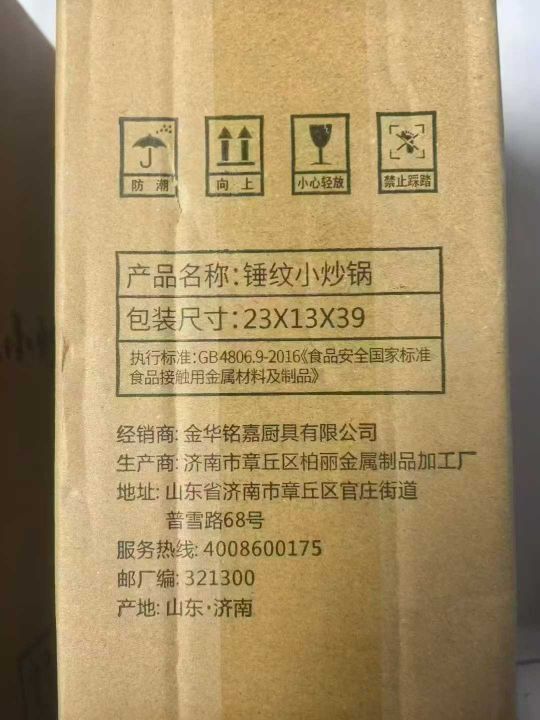 防潮 向上 小心轻放 禁止踩踏
产品名称:锤纹小炒锅
包装尺寸:23X13X39
执行标准:GB4806.9-2016《食品安全国家标准
食品接触用金属材料及制品》
经销商:金华铭嘉厨具有限公司
生产商:济南市章丘区柏丽金属制品加工厂
地址:山东省济南市章丘区官庄街道
普雪路68号
服务热线:4008600175
邮厂编:321300
产地:山东·济南